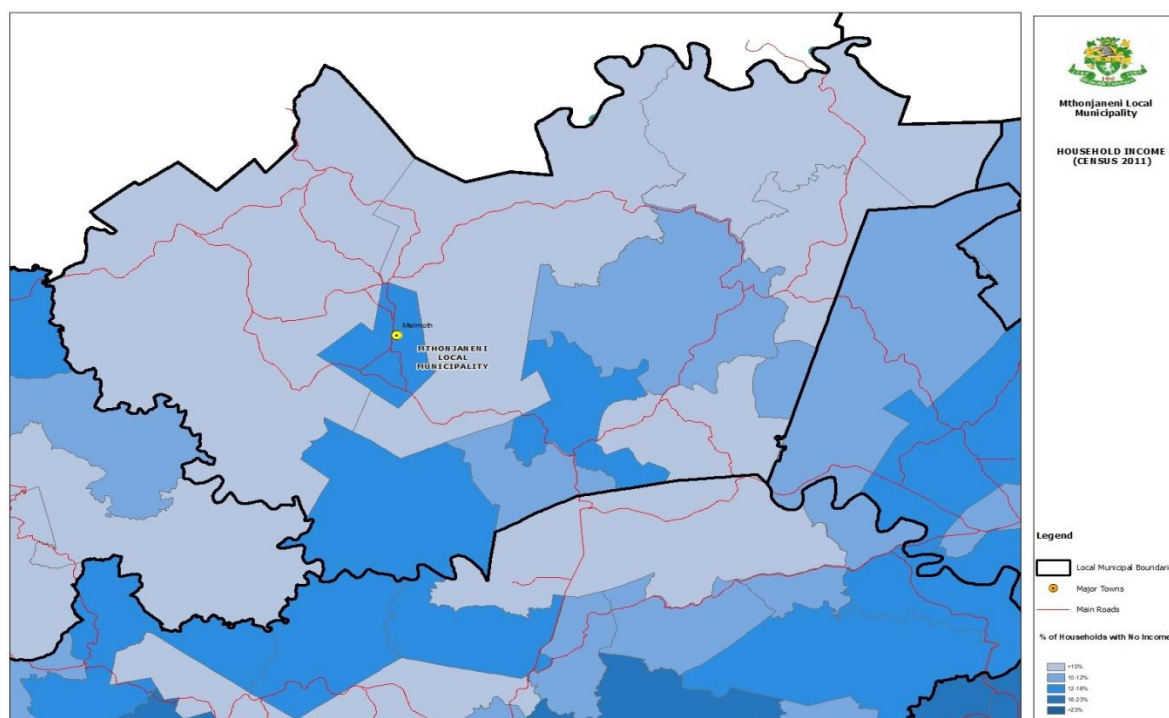 Melmoth
MTHONJANENI
LOCAL
MUNICIPALITY
Mthonjaneni Local
Municipality
HOUSEHOLD INCOME
(CENSUS 2011)
Legend
Local Municipal Boundari
Major Towns
Main Roads
% of Households with No Income
<10%
10-12%
12-16%
16-23%
>23%